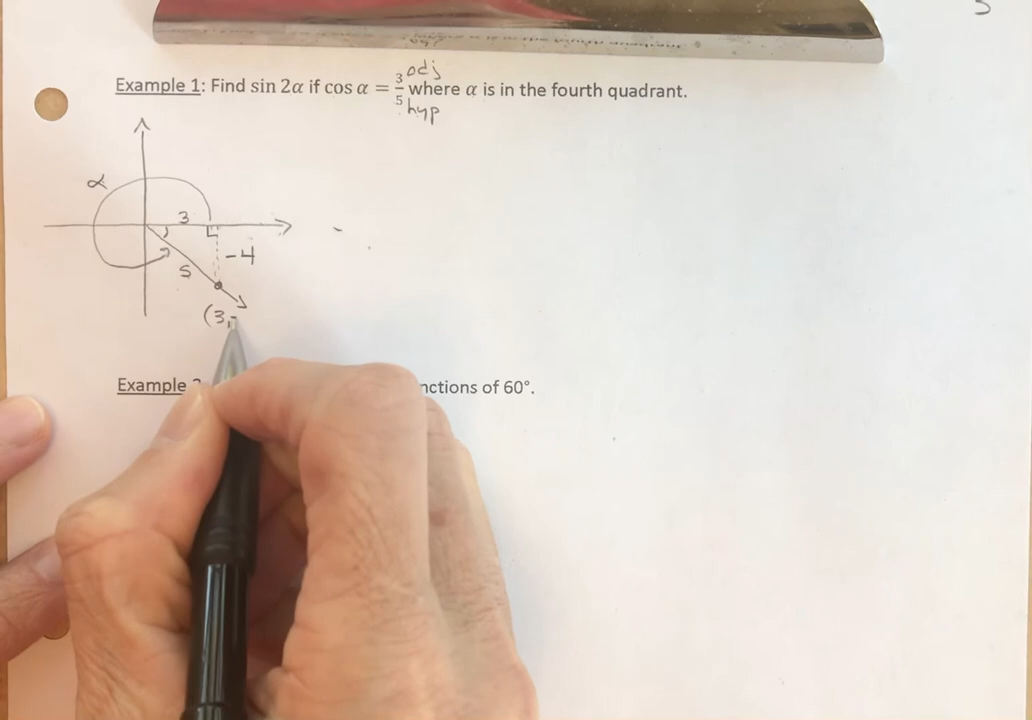 adj
Example 1: Find sin 2α if cos α = 3/5 where α is in the fourth quadrant.
hyp
α
3
-4
5
(3,-
Example
nctions of 60°.